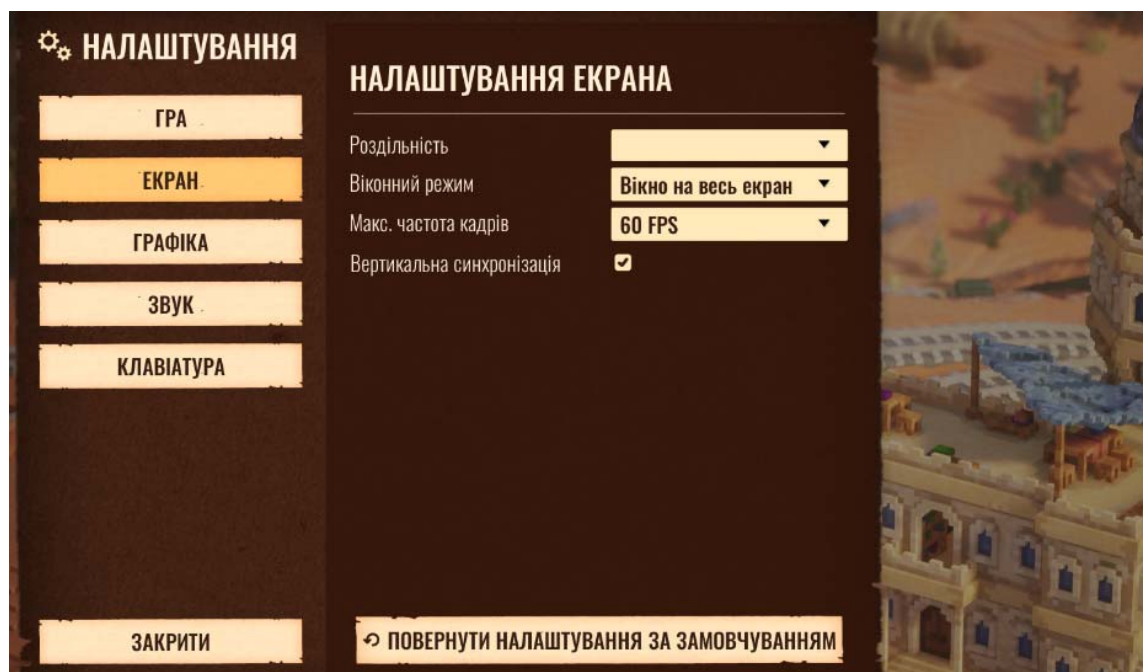 НАЛАШТУВАННЯ
ГРА
ЕКРАН
ГРАФІКА
ЗВУК
КЛАВІАТУРА
ЗАКРИТИ
НАЛАШТУВАННЯ ЕКРАНА
Роздільність
Віконний режим Вікно на весь екран
Макс. частота кадрів 60 FPS
Вертикальна синхронізація
ПОВЕРНУТИ НАЛАШТУВАННЯ ЗА ЗАМОВЧУВАННЯМ